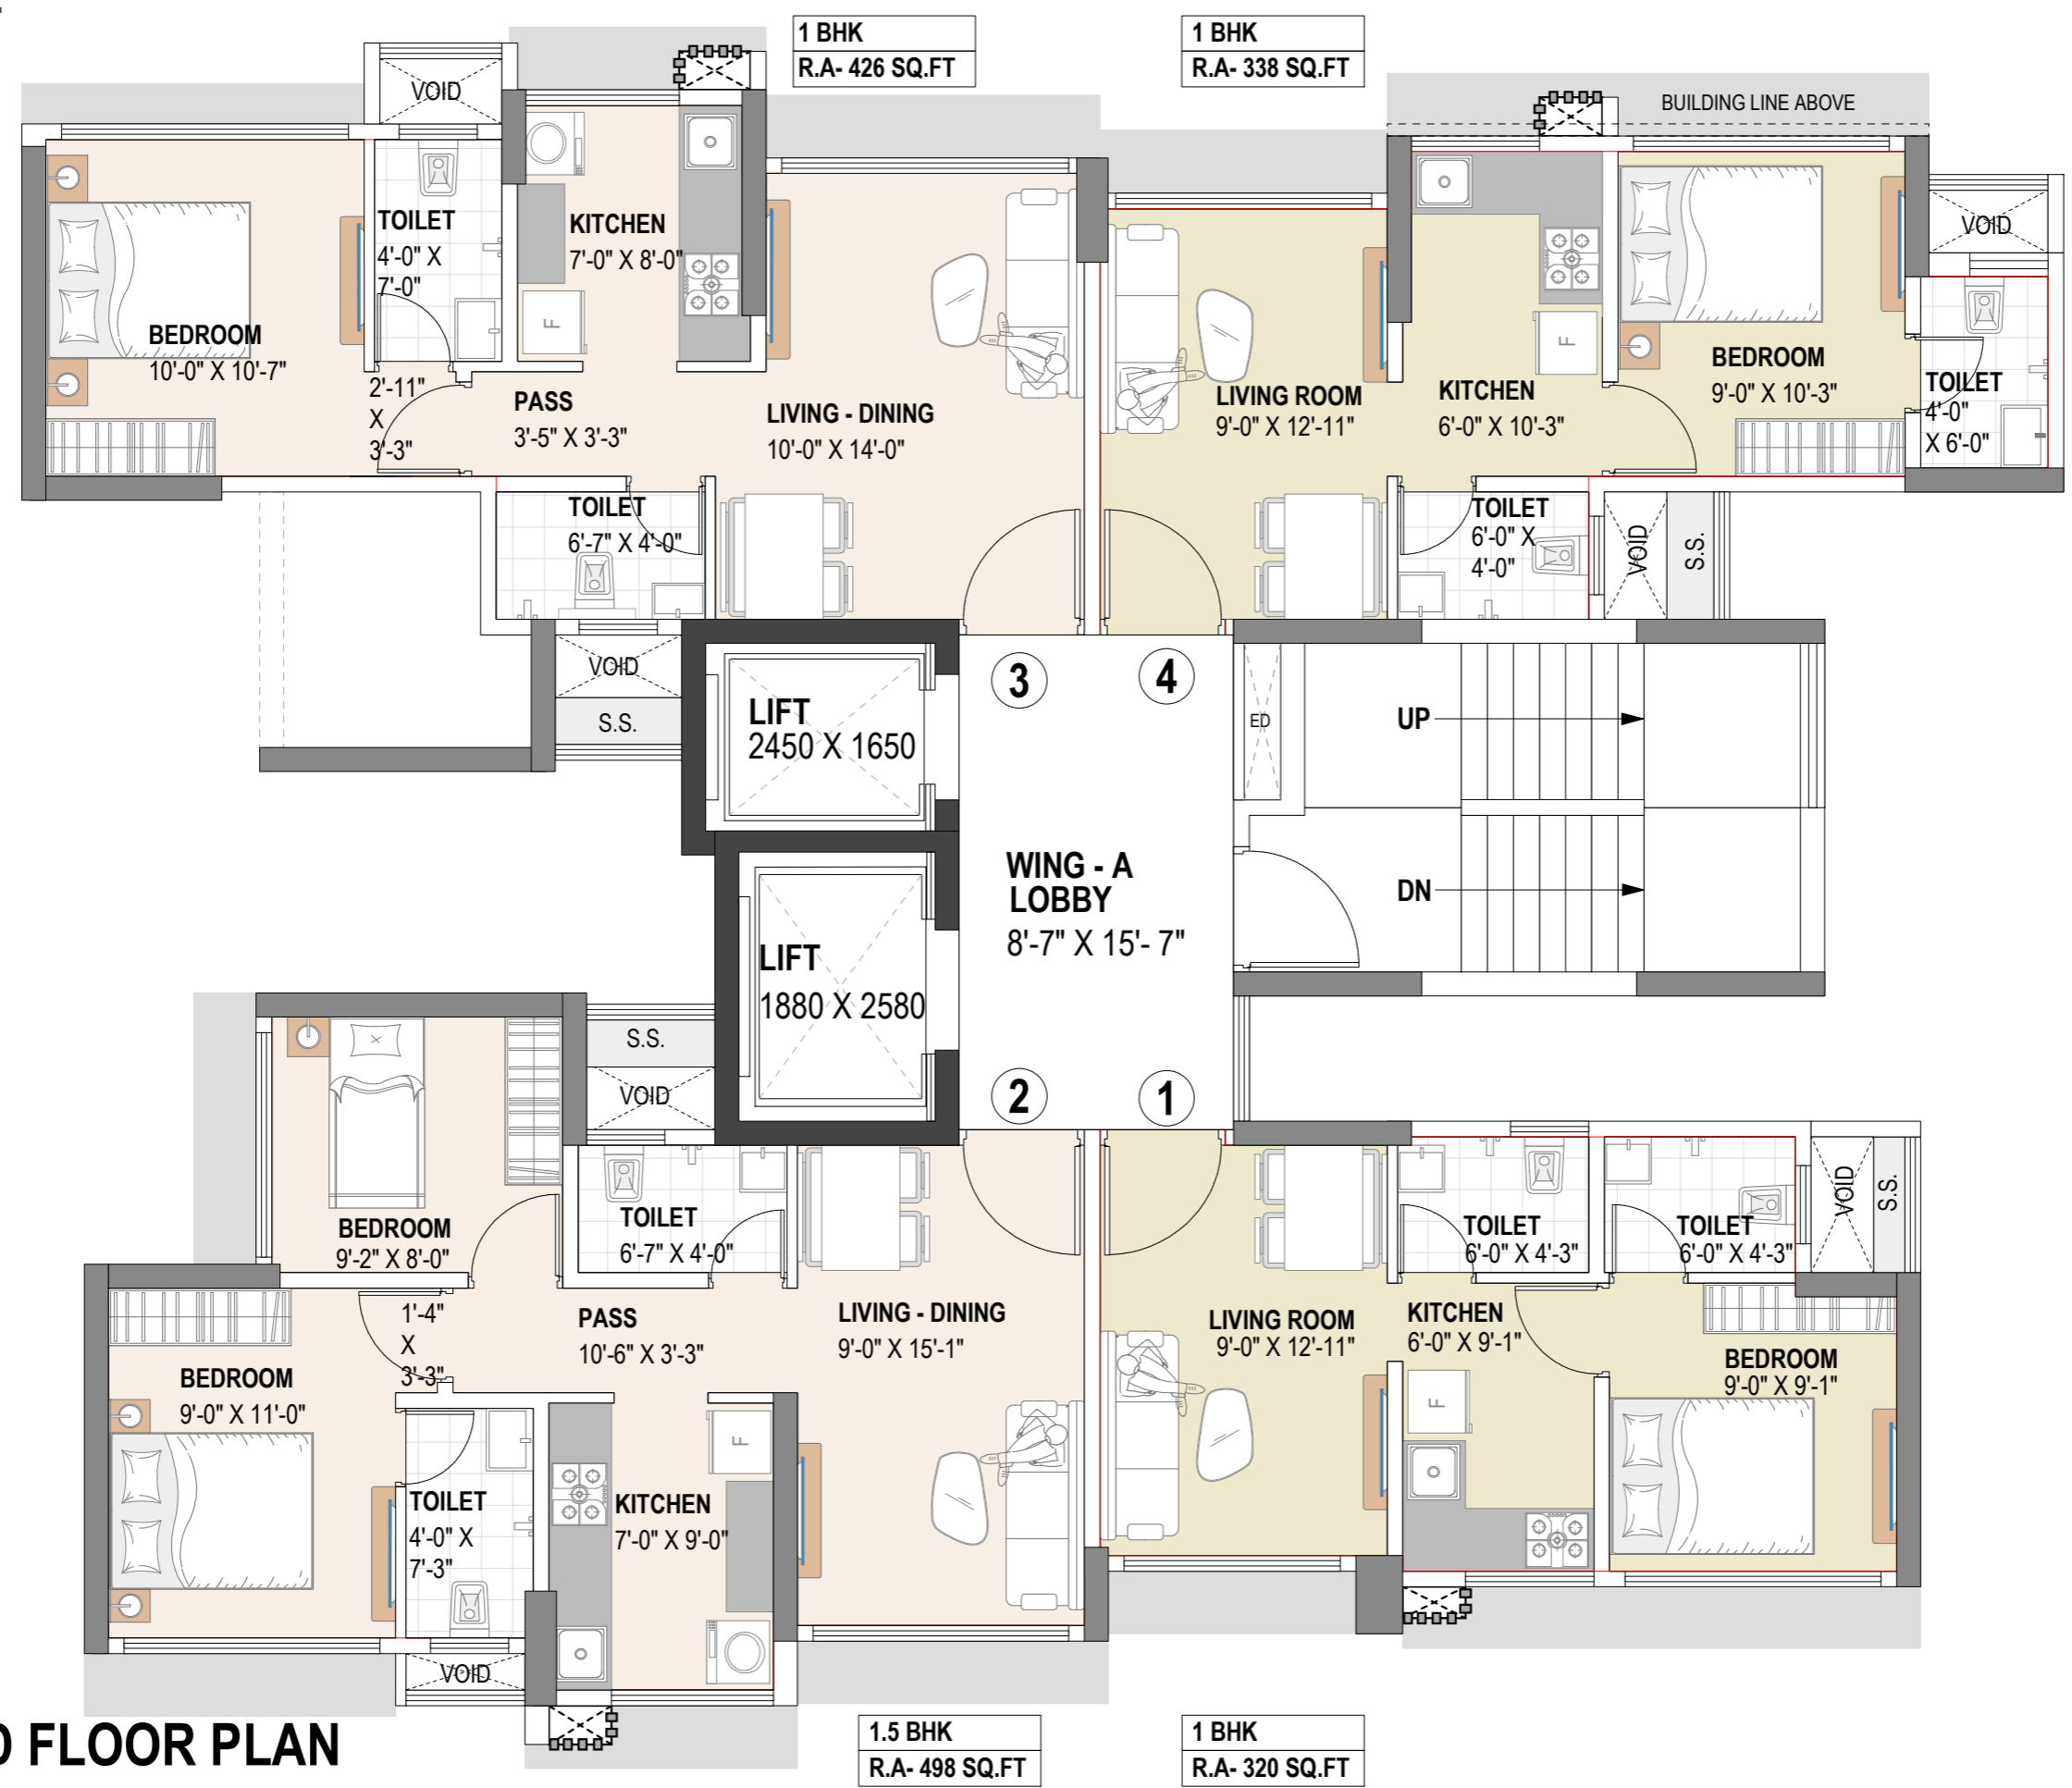 1 BHK
R.A- 426 SQ.FT
1 BHK
R.A- 338 SQ.FT
BUILDING LINE ABOVE
VOID
BEDROOM
10'-0" X 10'-7"
TOILET
4'-0" X
7'-0"
KITCHEN
7'-0" X 8'-0"
F
2'-11"
X
3'-3"
PASS
3'-5" X 3'-3"
LIVING - DINING
10'-0" X 14'-0"
TOILET
6'-7" X 4'-0"
VOID
S.S.
LIVING ROOM
9'-0" X 12'-11"
KITCHEN
6'-0" X 10'-3"
F
BEDROOM
9'-0" X 10'-3"
VOID
TOILET
4'-0"
X 6'-0"
TOILET
6'-0" X
4'-0"
VOID
S.S.
LIFT
2450 X 1650
3
4
ED
UP
DN
WING - A
LOBBY
8'-7" X 15'- 7"
LIFT
1880 X 2580
2
1
S.S.
VOID
BEDROOM
9'-2" X 8'-0"
TOILET
6'-7" X 4'-0"
1'-4"
X
3'-3"
PASS
10'-6" X 3'-3"
LIVING - DINING
9'-0" X 15'-1"
BEDROOM
9'-0" X 11'-0"
TOILET
4'-0" X
7'-3"
KITCHEN
7'-0" X 9'-0"
F
VOID
TOILET
6'-0" X 4'-3"
TOILET
6'-0" X 4'-3"
VOID
S.S.
LIVING ROOM
9'-0" X 12'-11"
KITCHEN
6'-0" X 9'-1"
F
BEDROOM
9'-0" X 9'-1"
FLOOR PLAN
1.5 BHK
R.A- 498 SQ.FT
1 BHK
R.A- 320 SQ.FT